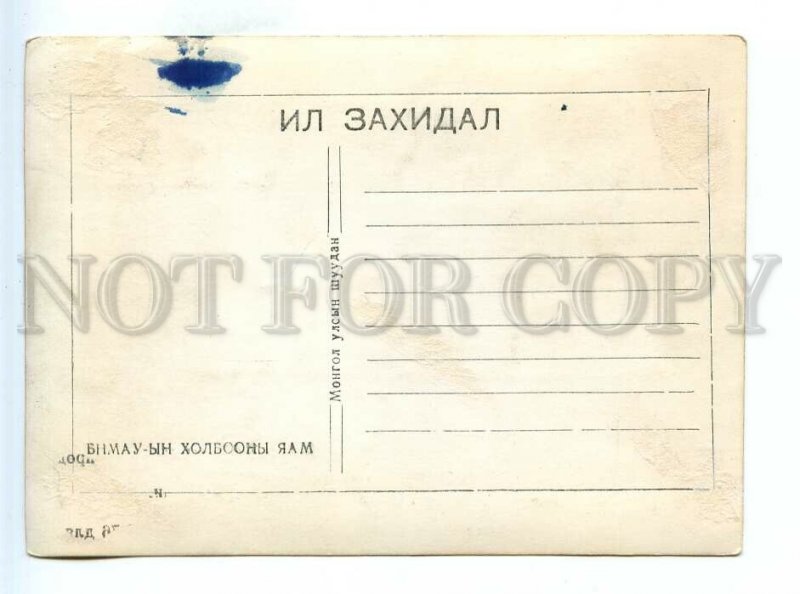 ИЛ ЗАХИДАЛ
Монгол улсын шуудан
БНМАУ-ЫН ХОЛБООНЫ ЯАМ
NOT FOR COPY